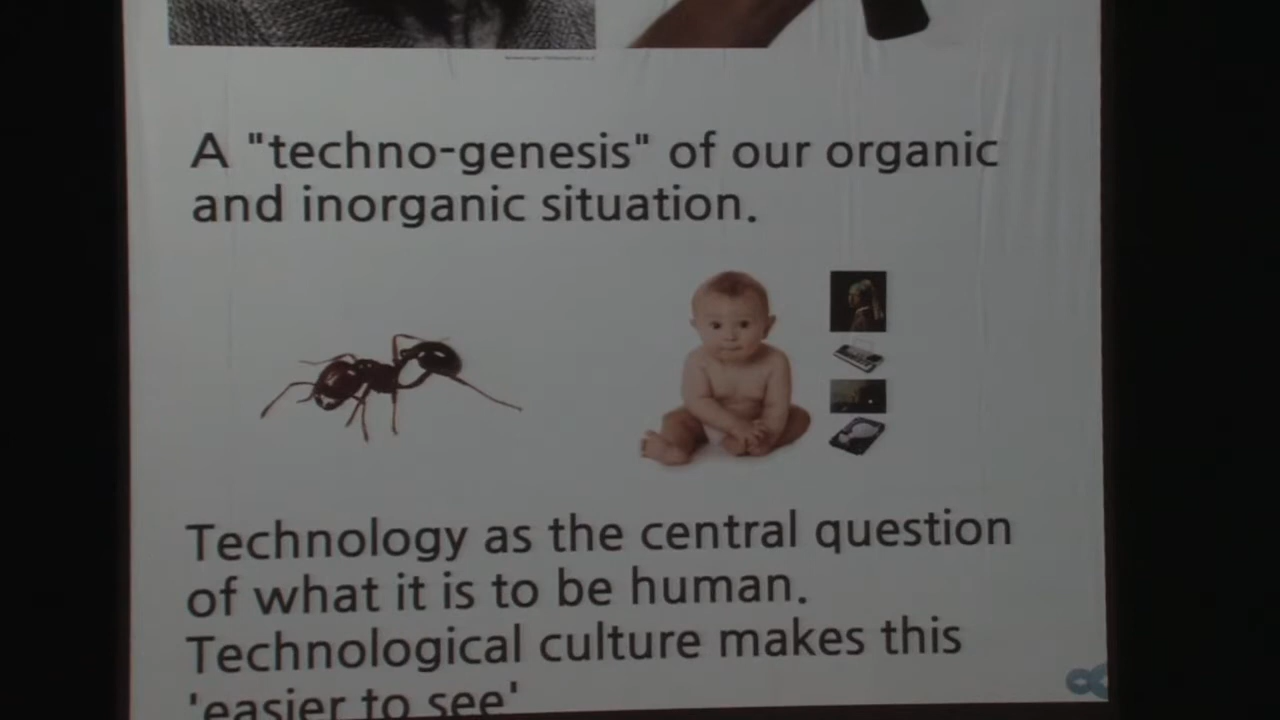 A "techno-genesis" of our organic
and inorganic situation.
Technology as the central question
of what it is to be human.
Technological culture makes this
'easier to see'